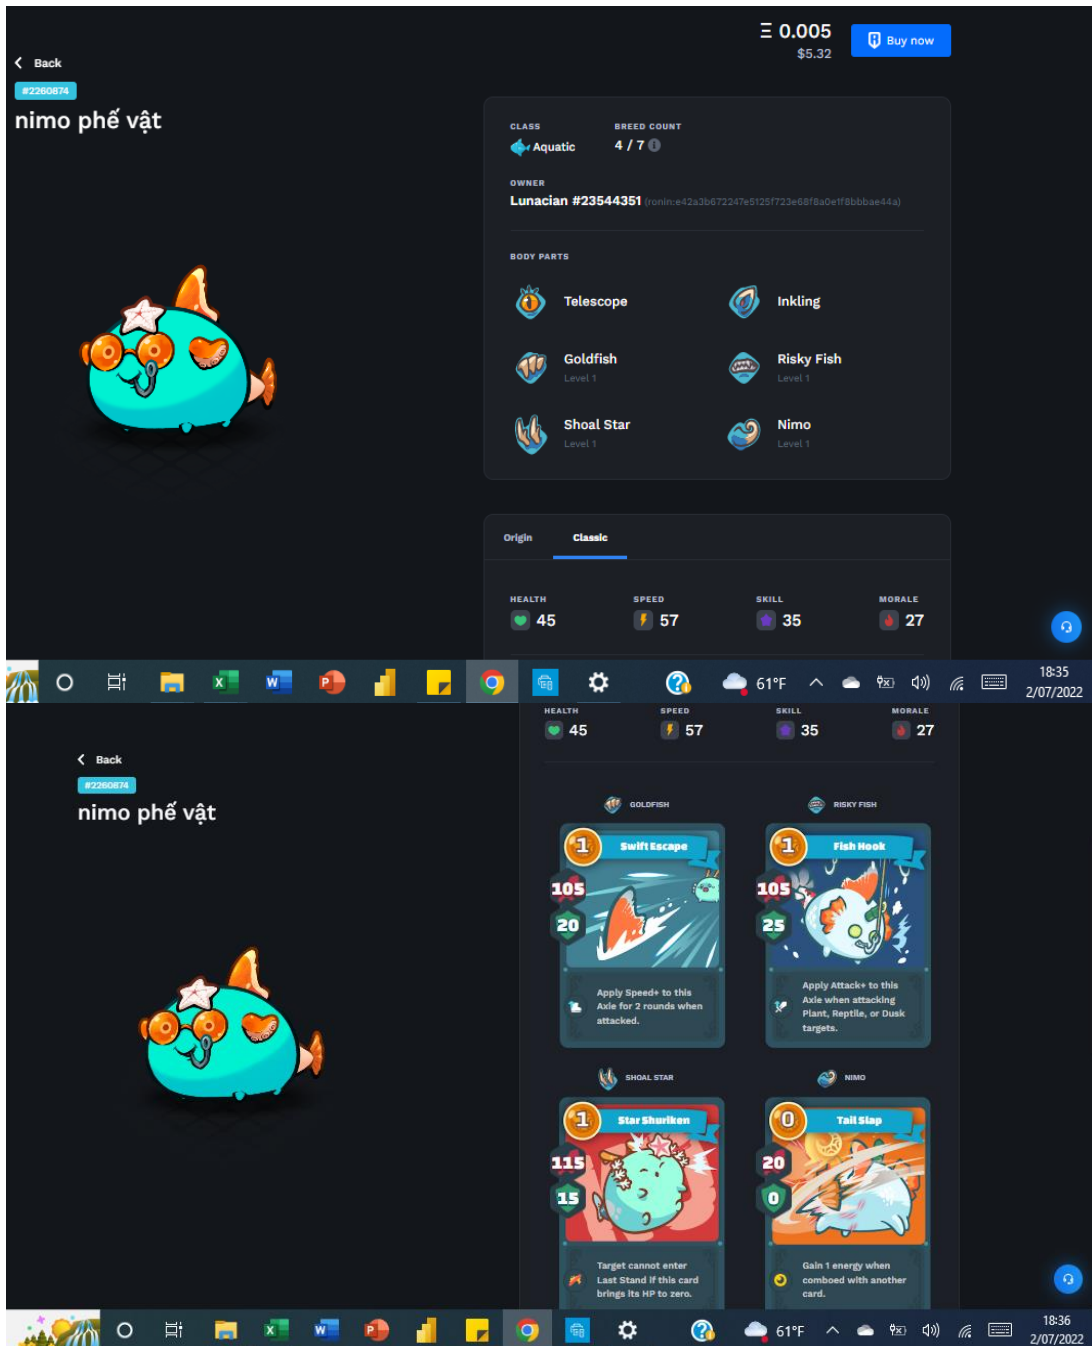 Ξ 0.005
$5.32
Buy now
Back
#2260874
nimo phế vật
CLASS
BREED COUNT
Aquatic
4 / 7
OWNER
Lunacian #23544351 (ronin:e42a3b672247e5125f723e68f8a0e1f8bbbae44a)
BODY PARTS
Telescope
Inkling
Goldfish
Level 1
Risky Fish
Level 1
Shoal Star
Level 1
Nimo
Level 1
Origin
Classic
HEALTH
SPEED
SKILL
MORALE
45
57
35
27
61°F
18:35
2/07/2022
HEALTH
SPEED
SKILL
MORALE
45
57
35
27
Back
#2260874
nimo phế vật
GOLDFISH
RISKY FISH
1
Swift Escape
105
20
Apply Speed+ to this
Axie for 2 rounds when
attacked.
1
Fish Hook
105
25
Apply Attack+ to this
Axie when attacking
Plant, Reptile, or Dusk
targets.
SHOAL STAR
NIMO
1
Star Shuriken
115
15
Target cannot enter
Last Stand if this card
brings its HP to zero.
0
Tail Slap
20
0
Gain 1 energy when
comboed with another
card.
61°F
18:36
2/07/2022